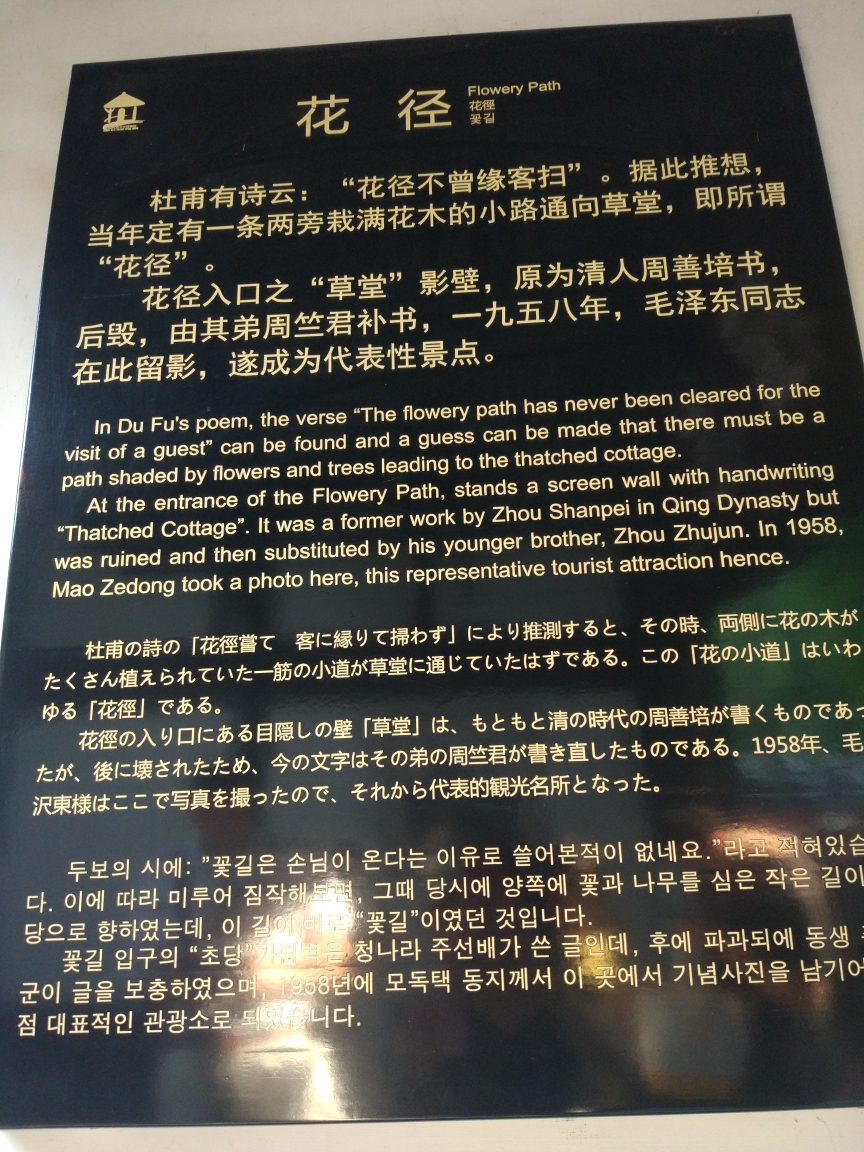 花 径
Flowery Path
花徑
꽃길
杜甫有诗云：“花径不曾缘客扫”。据此推想，
当年定有一条两旁栽满花木的小路通向草堂，即所谓
“花径”。
花径入口之“草堂”影壁，原为清人周善培书，
后毁，由其弟周竺君补书，一九五八年，毛泽东同志
在此留影，遂成为代表性景点。
In Du Fu's poem, the verse “The flowery path has never been cleared for the
visit of a guest” can be found and a guess can be made that there must be a
path shaded by flowers and trees leading to the thatched cottage.
At the entrance of the Flowery Path, stands a screen wall with handwriting
“Thatched Cottage”. It was a former work by Zhou Shanpei in Qing Dynasty but
was ruined and then substituted by his younger brother, Zhou Zhujun. In 1958,
Mao Zedong took a photo here, this representative tourist attraction hence.
杜甫の詩の「花徑嘗て　客に縁りて掃わず」により推測すると、その時、両側に花の木が
たくさん植えられていた一筋の小道が草堂に通じていたはずである。この「花の小道」はいわ
ゆる「花徑」である。
花徑の入り口にある目隠しの壁「草堂」は、もともと清の時代の周善培が書くものであっ
たが、後に壊されたため、今の文字はその弟の周竺君が書き直したものである。1958年、毛
沢東様はここで写真を撮ったので、それから代表的観光名所となった。
두보의 시에: ”꽃길은 손님이 온다는 이유로 쓸어본적이 없네요.”라고 적혀있습
다. 이에 따라 미루어 짐작해보면, 그때 당시에 양쪽에 꽃과 나무를 심은 작은 길이
당으로 향하였는데, 이 길이 바로 “꽃길”이였던 것입니다.
꽃길 입구의 “초당” 청나라 주선배가 쓴 글인데, 후에 파괴되에 동생
군이 글을 보충하였으며, 1958년에 모독택 동지께서 이 곳에서 기념사진을 남기어
점 대표적인 관광소로 되있습니다.